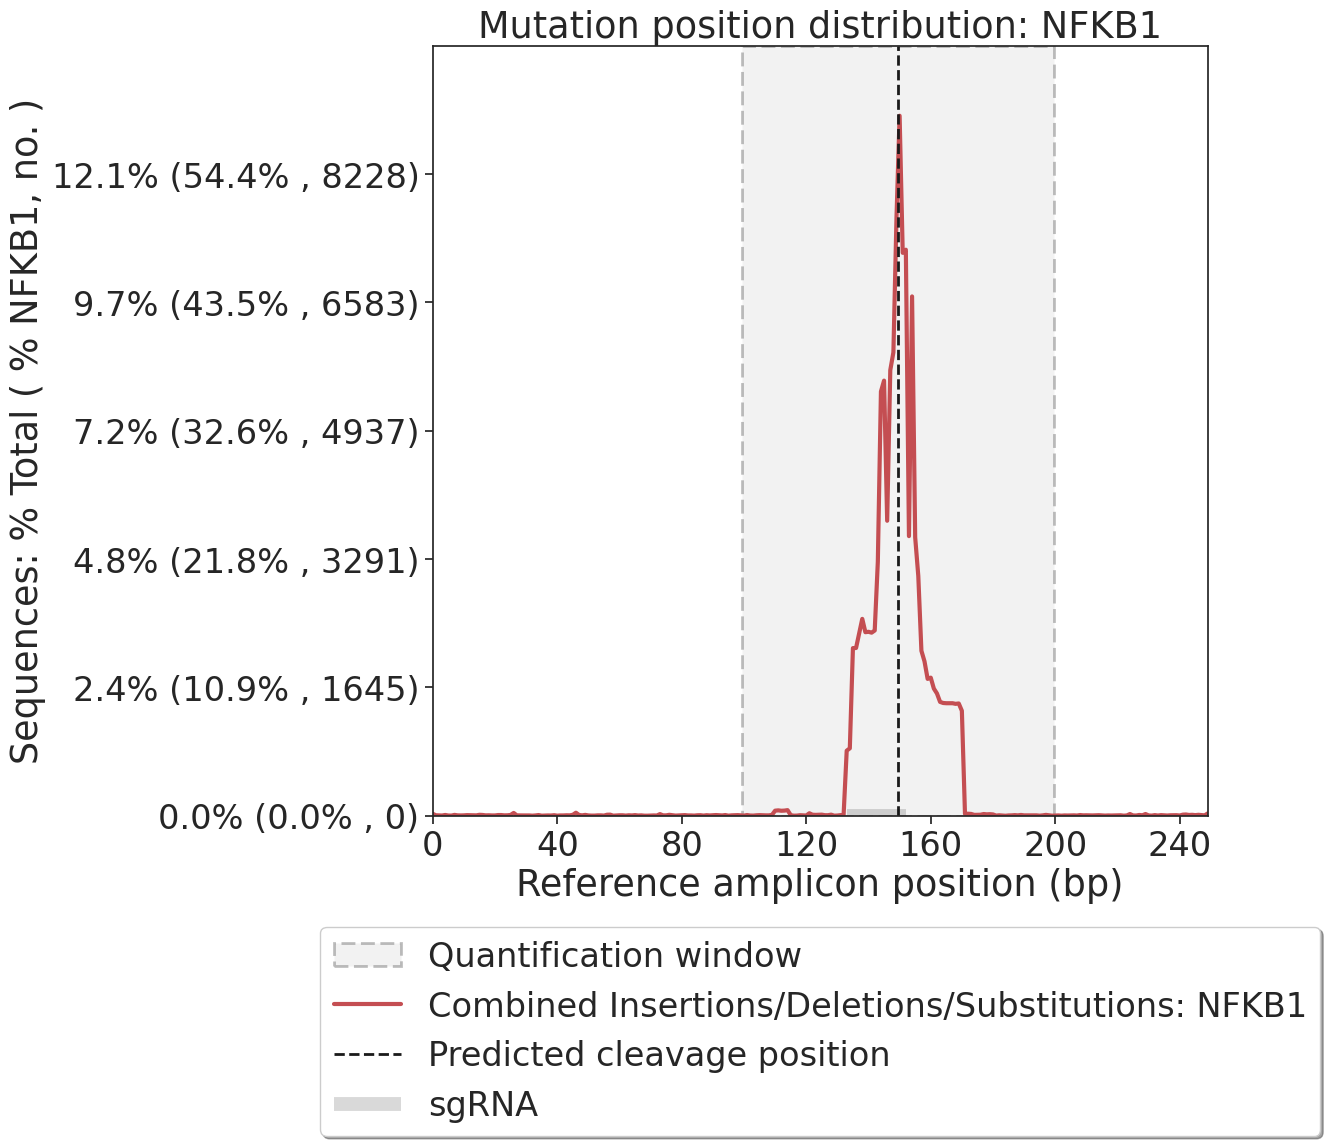 Mutation position distribution: NFKB1
Sequences: % Total ( % NFKB1, no. )
12.1% (54.4% , 8228)
9.7% (43.5% , 6583)
7.2% (32.6% , 4937)
4.8% (21.8% , 3291)
2.4% (10.9% , 1645)
0.0% (0.0% , 0)
0 40 80 120 160 200 240
Reference amplicon position (bp)
Quantification window
Combined Insertions/Deletions/Substitutions: NFKB1
Predicted cleavage position
sgRNA